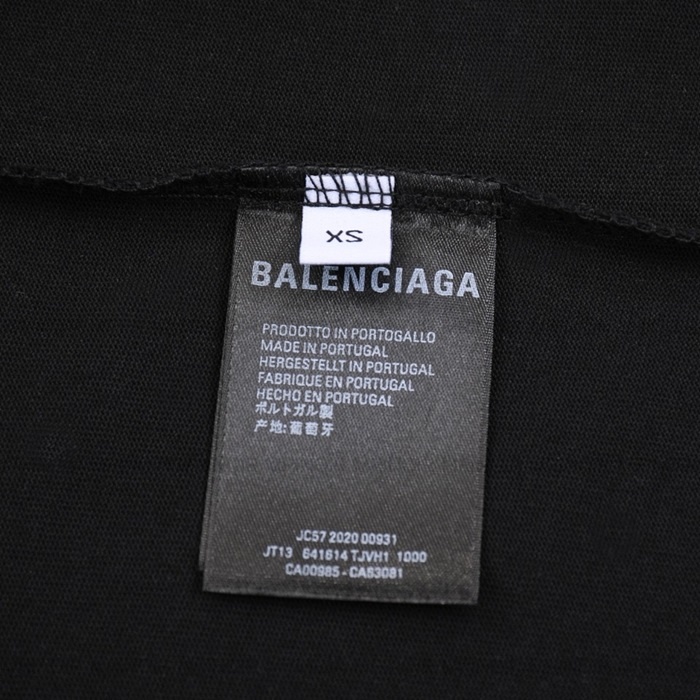 XS
BALENCIAGA
PRODOTTO IN PORTOGALLO
MADE IN PORTUGAL
HERGESTELLT IN PORTUGAL
FABRIQUE EN PORTUGAL
HECHO EN PORTUGAL
ポルトガル製
产地:葡萄牙
JC57 2020 00931
JT13 641614 TJVH1 1000
CA00985 - CA53081